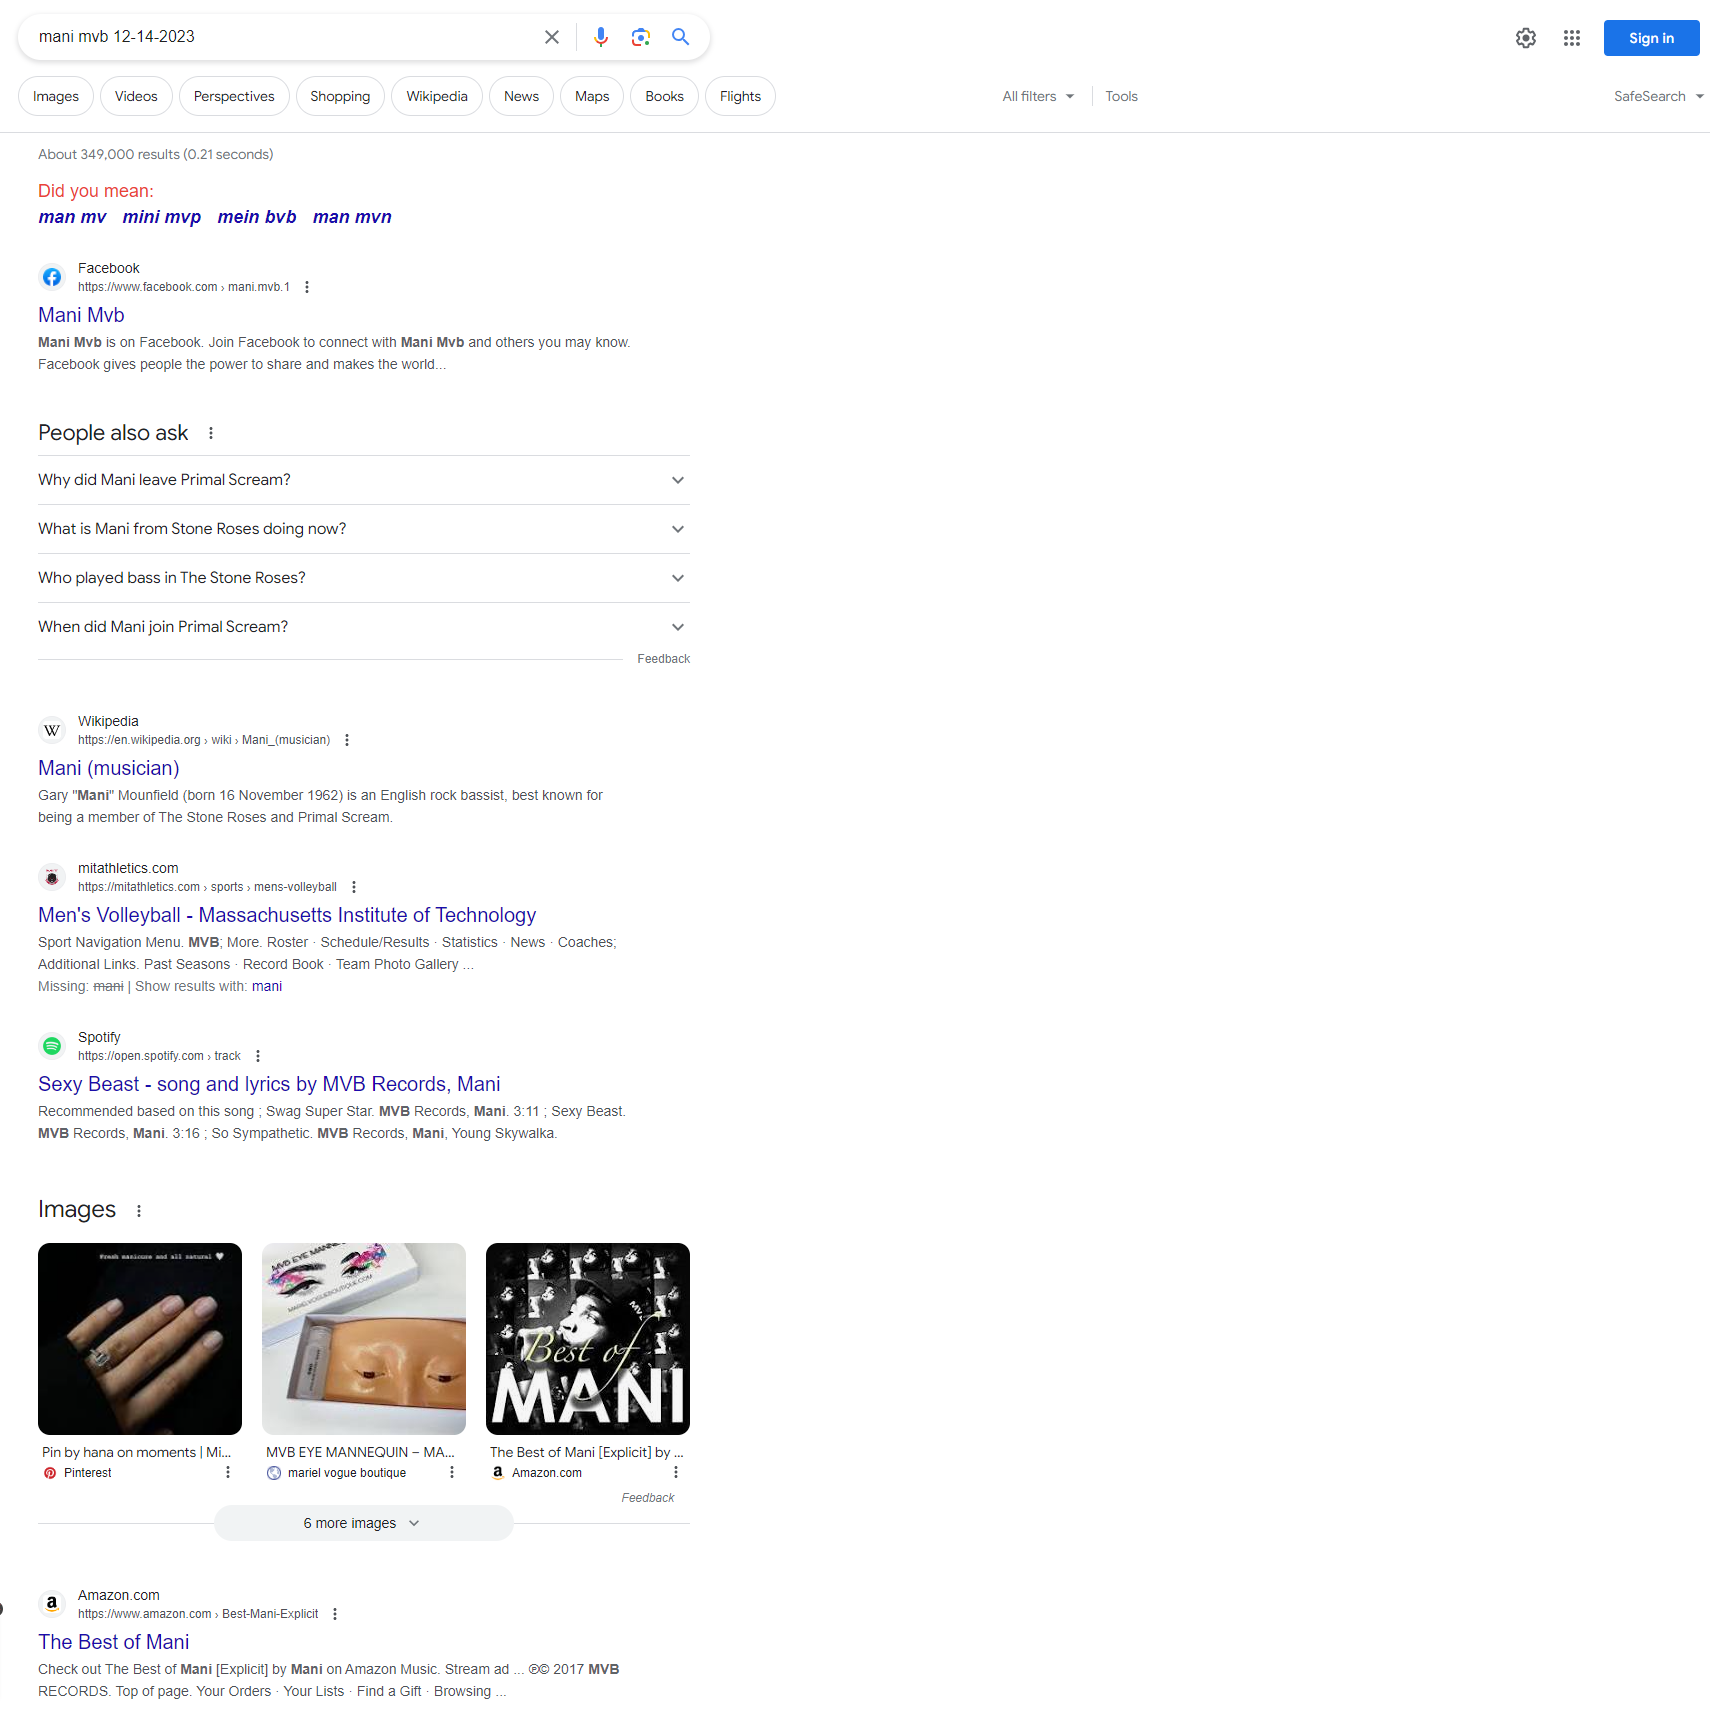 mani mvb 12-14-2023
Sign in
Images Videos Perspectives Shopping Wikipedia News Maps Books Flights All filters Tools SafeSearch
About 349,000 results (0.21 seconds)
Did you mean:
man mv mini mvp mein bvb man mvn
Facebook
https://www.facebook.com › mani.mvb.1
Mani Mvb
Mani Mvb is on Facebook. Join Facebook to connect with Mani Mvb and others you may know.
Facebook gives people the power to share and makes the world...
People also ask
Why did Mani leave Primal Scream?
What is Mani from Stone Roses doing now?
Who played bass in The Stone Roses?
When did Mani join Primal Scream?
Feedback
W
Wikipedia
https://en.wikipedia.org › wiki › Mani_(musician)
Mani (musician)
Gary "Mani" Mounfield (born 16 November 1962) is an English rock bassist, best known for
being a member of The Stone Roses and Primal Scream.
mitathletics.com
https://mitathletics.com › sports › mens-volleyball
Men's Volleyball - Massachusetts Institute of Technology
Sport Navigation Menu. MVB; More. Roster · Schedule/Results · Statistics · News · Coaches;
Additional Links. Past Seasons · Record Book · Team Photo Gallery ...
Missing: mani | Show results with: mani
Spotify
https://open.spotify.com › track
Sexy Beast - song and lyrics by MVB Records, Mani
Recommended based on this song ; Swag Super Star. MVB Records, Mani. 3:11 ; Sexy Beast.
MVB Records, Mani. 3:16 ; So Sympathetic. MVB Records, Mani, Young Skywalka.
Images
Fresh manicure and all natural
MVB EYE MANNEQUIN
MARIELVOGUEBOUTIQUE.COM
Best of
MANI
Pin by hana on moments | Mi... MVB EYE MANNEQUIN – MA... The Best of Mani [Explicit] by ...
Pinterest mariel vogue boutique a Amazon.com
Feedback
6 more images
a
Amazon.com
https://www.amazon.com › Best-Mani-Explicit
The Best of Mani
Check out The Best of Mani [Explicit] by Mani on Amazon Music. Stream ad ... ℗© 2017 MVB
RECORDS. Top of page. Your Orders · Your Lists · Find a Gift · Browsing ...